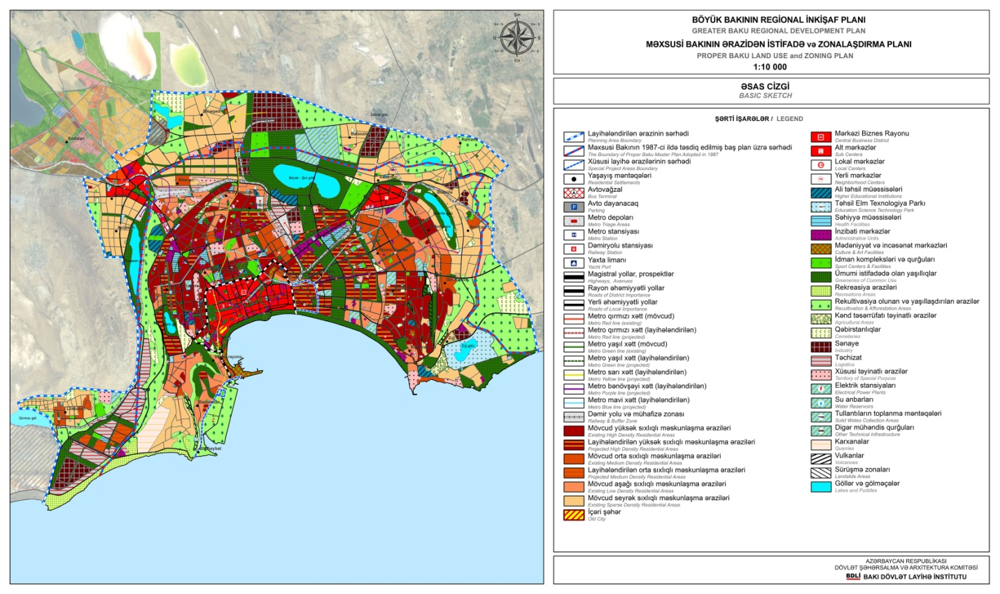 BÖYÜK BAKININ REGIONAL İNKİŞAF PLANI
GREATER BAKU REGIONAL DEVELOPMENT PLAN
MƏXSUSİ BAKININ ƏRAZİDƏN İSTİFADƏ və ZONALAŞDIRMA PLANI
PROPER BAKU LAND USE and ZONING PLAN
1:10 000
ƏSAS CİZGİ
BASIC SKETCH
ŞƏRTİ İŞARƏLƏR / LEGEND
Layihələndirilən ərazinin sərhədi
Planning Area Boundary
Məxsusi Bakının 1987-ci ildə təsdiq edilmiş baş plan üzrə sərhədi
The Boundary of Proper Baku Master Plan Adopted in 1987
Xüsusi layihə ərazilərinin sərhədi
Special Project Areas Boundary
Yaşayış məntəqələri
Residential Settlements
Avtovağzal
Bus Terminal
Avto dayanacaq
Parking
Metro depoları
Metro Triage Areas
Metro stansiyası
Metro Station
Dəmiryolu stansiyası
Railway Station
Yaxta limanı
Yacht Port
Magistral yollar, prospektlər
Highways, Avenues
Rayon əhəmiyyətli yollar
Roads of District Importance
Yerli əhəmiyyətli yollar
Roads of Local Importance
Metro qırmızı xətt (mövcud)
Metro Red line (existing)
Metro qırmızı xətt (layihələndirilən)
Metro Red line (projected)
Metro yaşıl xətt (mövcud)
Metro Green line (existing)
Metro yaşıl xətt (layihələndirilən)
Metro Green line (projected)
Metro sarı xətt (layihələndirilən)
Metro Yellow line (projected)
Metro bənövşəyi xətt (layihələndirilən)
Metro Purple line (projected)
Metro mavi xətt (layihələndirilən)
Metro Blue line (projected)
Dəmir yolu və mühafizə zonası
Railway & Buffer Zone
Mövcud yüksək sıxlıqlı məskunlaşma əraziləri
Existing High Density Residential Areas
Layihələndirilən yüksək sıxlıqlı məskunlaşma əraziləri
Projected High Density Residential Areas
Mövcud orta sıxlıqlı məskunlaşma əraziləri
Existing Medium Density Residential Areas
Layihələndirilən orta sıxlıqlı məskunlaşma əraziləri
Projected Medium Density Residential Areas
Mövcud aşağı sıxlıqlı məskunlaşma əraziləri
Existing Low Density Residential Areas
Mövcud seyrək sıxlıqlı məskunlaşma əraziləri
Existing Sparse Density Residential Areas
İçəri şəhər
Old City
Mərkəzi Biznes Rayonu
Central Business District
Alt mərkəzlər
Sub Centers
Lokal mərkəzlər
Local Centers
Yerli mərkəzlər
Neighborhood Centers
Ali təhsil müəssisələri
Higher Educational Institutions
Təhsil Elm Texnologiya Parkı
Education Science Technology Park
Səhiyyə müəssisələri
Health Facilities
İnzibati mərkəzlər
Administrative Units
Mədəniyyət və incəsənət mərkəzləri
Culture & Art Facilities
İdman kompleksləri və qurğuları
Sport Centers & Facilities
Ümumi istifadədə olan yaşıllıqlar
Greeneries of Common Use
Rekreasiya əraziləri
Recreations Areas
Rekultivasiya olunan və yaşıllaşdırılan ərazilər
Recultivation & Afforestation Areas
Kənd təsərrüfatı təyinatlı ərazilər
Agricultural Areas
Qəbirstanlıqlar
Cemeteries
Sənaye
Industry
Təchizat
Logistics
Xüsusi təyinatlı ərazilər
Territory of Special Purpose
Elektrik stansiyaları
Electrical Power Plants
Su anbarları
Water Reservoirs
Tullantıların toplanma məntəqələri
Solid Wates Collection Areas
Digər mühəndis qurğuları
Other Technical Infrastructure
Karxanalar
Quarries
Vulkanlar
Volcanoes
Sürüşmə zonaları
Landslide Areas
Göllər və gölməçələr
Lakes and Puddles
AZƏRBAYCAN RESPUBLİKASI
DÖVLƏT ŞƏHƏRSALMA VƏ ARXİTEKTURA KOMİTƏSİ
BDLİ BAKI DÖVLƏT LAYİHƏ İNSTİTUTU